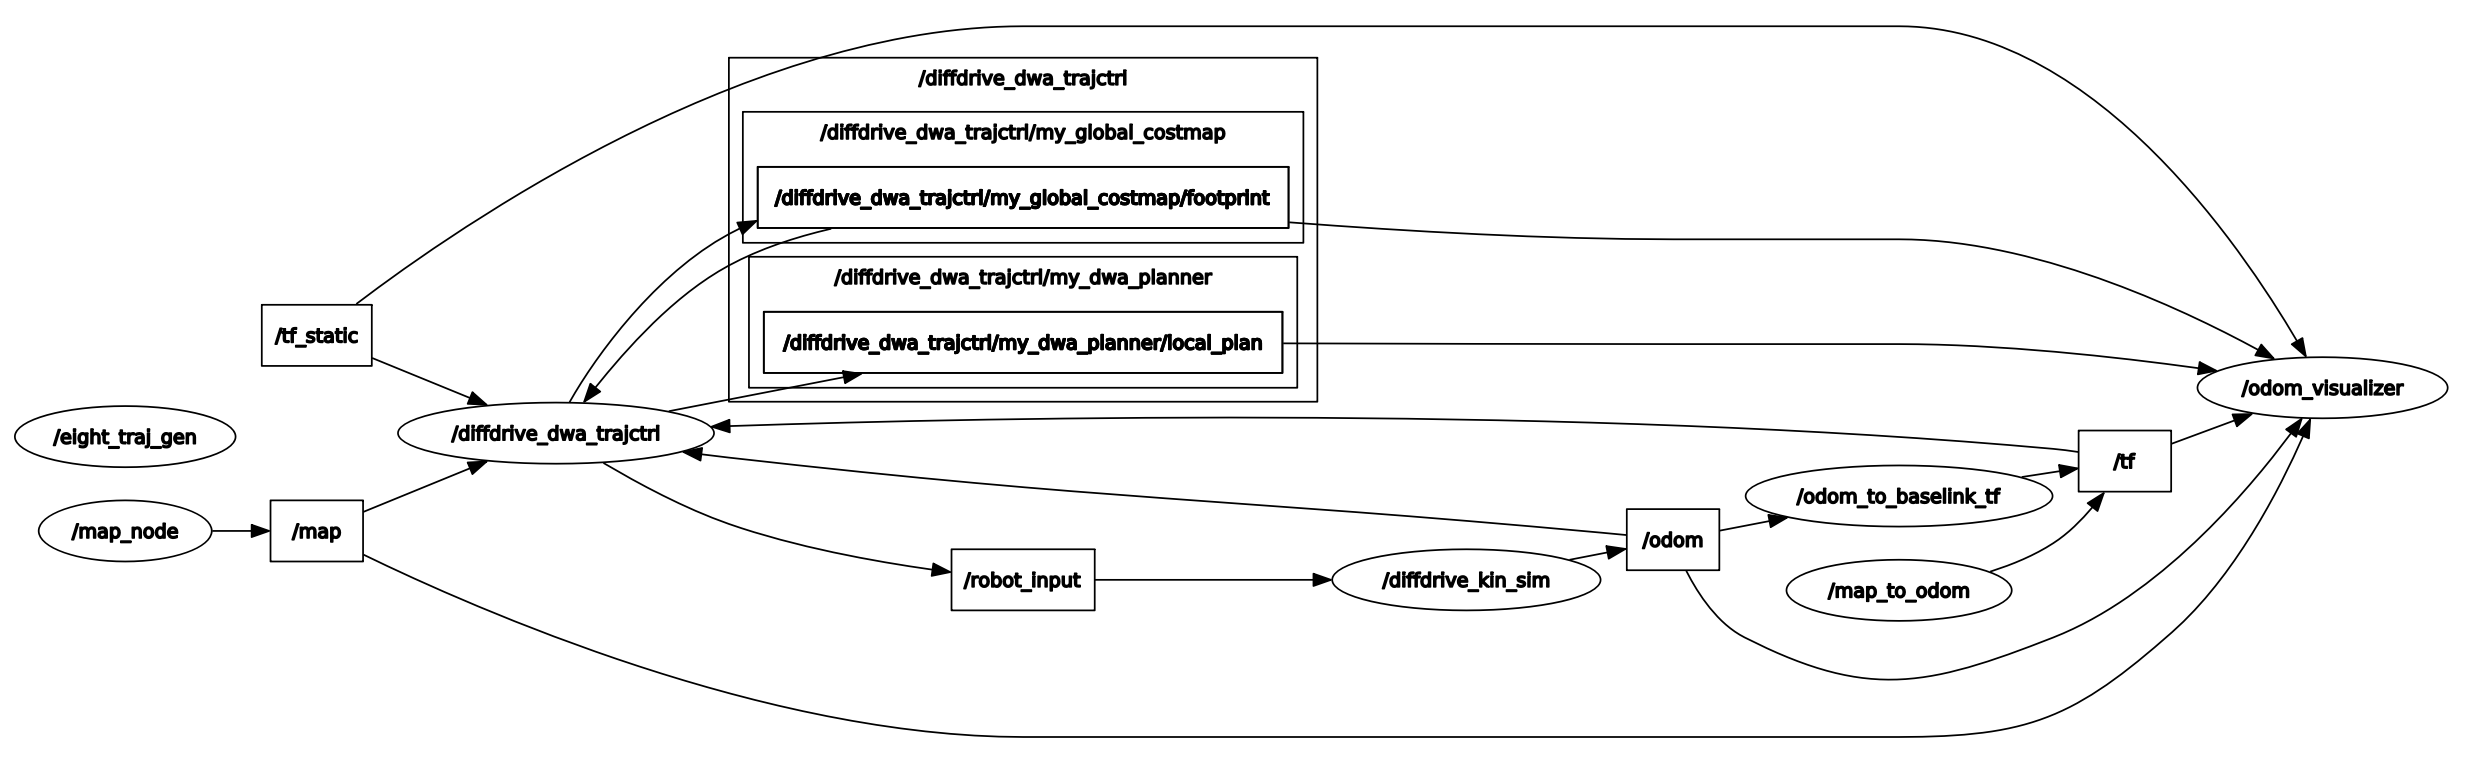 /diffdrive_dwa_trajctrl
/diffdrive_dwa_trajctrl/my_global_costmap
/diffdrive_dwa_trajctrl/my_global_costmap/footprint
/diffdrive_dwa_trajctrl/my_dwa_planner
/diffdrive_dwa_trajctrl/my_dwa_planner/local_plan
/tf_static
/odom_visualizer
/eight_traj_gen
/diffdrive_dwa_trajctrl
/tf
/odom_to_baselink_tf
/map_node
/map
/odom
/robot_input
/diffdrive_kin_sim
/map_to_odom